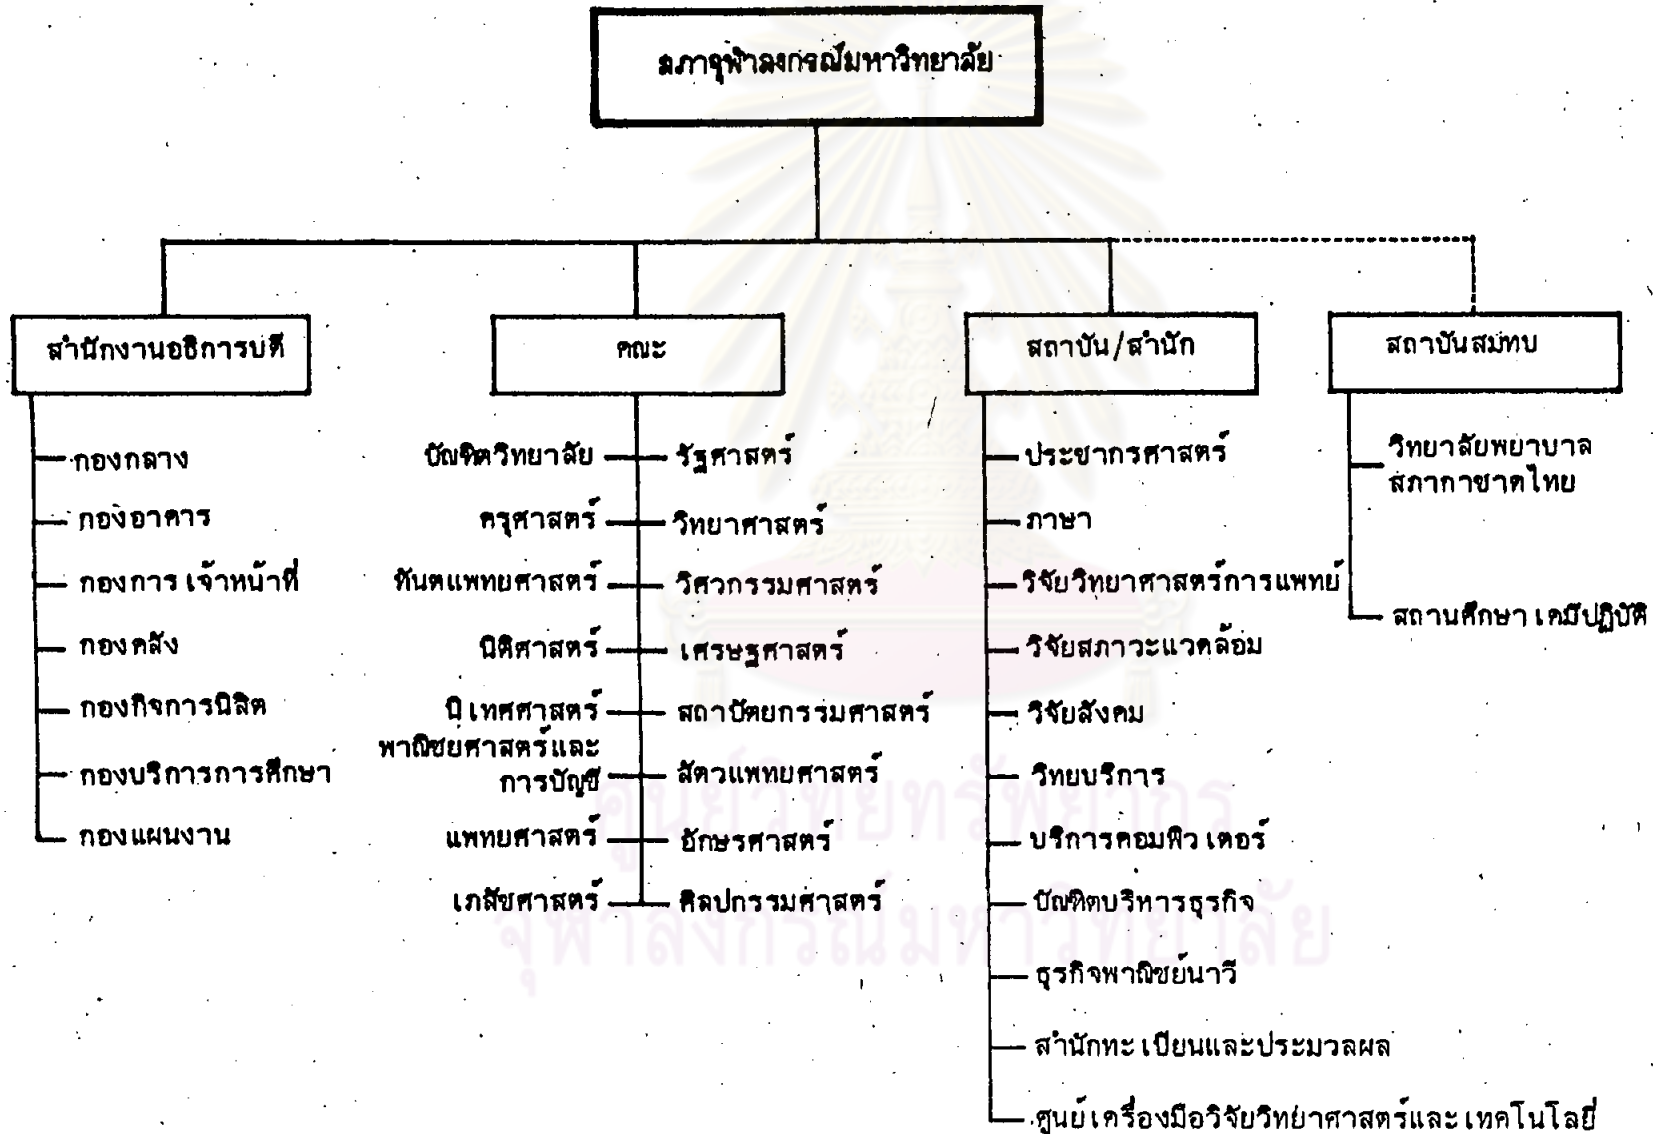 สภาจุฬาลงกรณ์มหาวิทยาลัย
สำนักงานอธิการบดี
กองกลาง
กองอาคาร
กองการเจ้าหน้าที่
กองคลัง
กองกิจการนิสิต
กองบริการการศึกษา
กองแผนงาน
คณะ
บัณฑิตวิทยาลัย
ครุศาสตร์
ทันตแพทยศาสตร์
นิติศาสตร์
นิเทศศาสตร์
พาณิชยศาสตร์และ
การบัญชี
แพทยศาสตร์
เภสัชศาสตร์
รัฐศาสตร์
วิทยาศาสตร์
วิศวกรรมศาสตร์
เศรษฐศาสตร์
สถาปัตยกรรมศาสตร์
สัตวแพทยศาสตร์
อักษรศาสตร์
ศิลปกรรมศาสตร์
สถาบัน/สำนัก
ประชากรศาสตร์
ภาษา
วิจัยวิทยาศาสตร์การแพทย์
วิจัยสภาวะแวดล้อม
วิจัยสังคม
วิทยบริการ
บริการคอมพิวเตอร์
บัณฑิตบริหารธุรกิจ
ธุรกิจพาณิชย์นาวี
สำนักทะเบียนและประมวลผล
ศูนย์เครื่องมือวิจัยวิทยาศาสตร์และเทคโนโลยี่
สถาบันสมทบ
วิทยาลัยพยาบาล
สภากาชาดไทย
สถานศึกษาเคมีปฏิบัติ
ศูนย์วิทยทรัพยากร
จุฬาลงกรณ์มหาวิทยาลัย